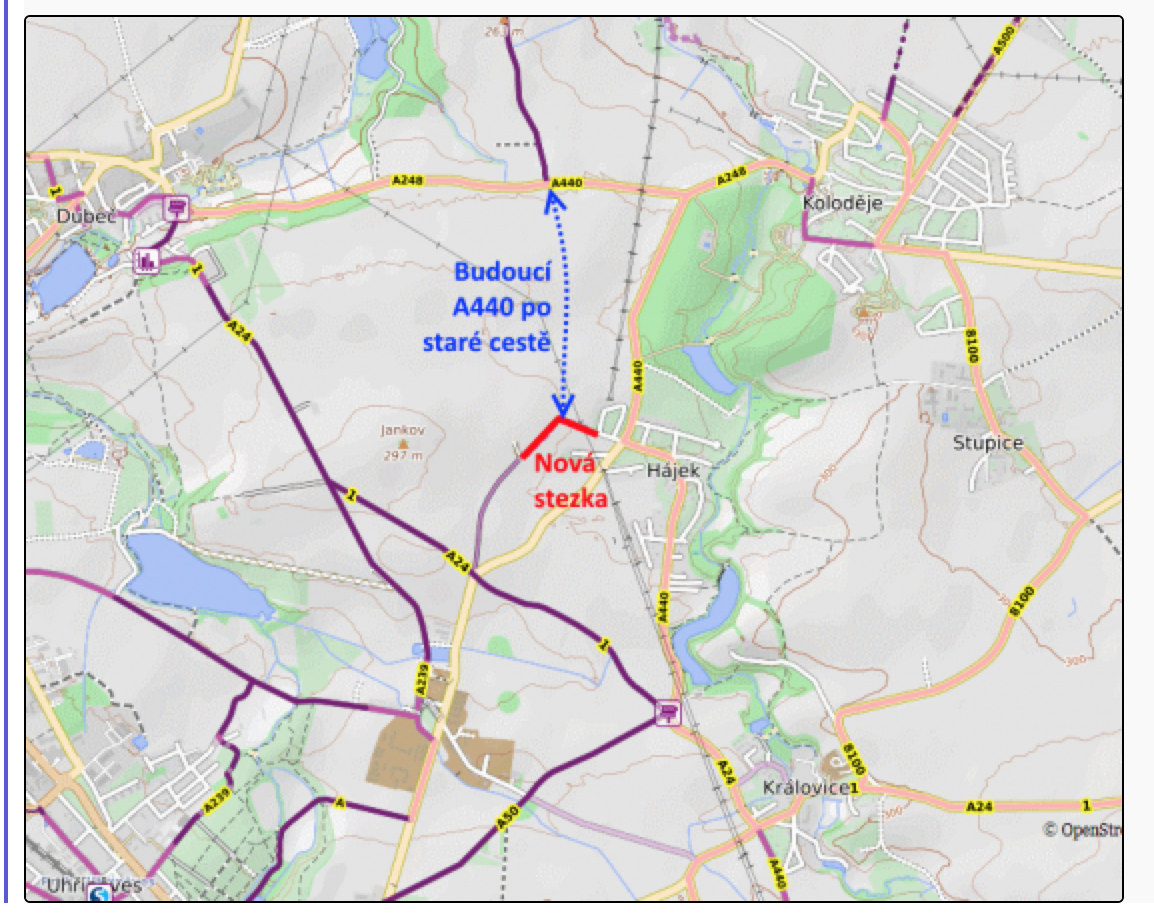 263 m
A500
1
A248
A440
A248
Dubeč
Koloděje
1
Budoucí
A440 po
staré cestě
A24
8100
A440
Jankov
297 m
300
Stupice
Nová
stezka
Hájek
1
A24
A440
8100
1
300
A239
A24
8100
Královice
1
A239
A
A24
1
A50
300
© OpenStr
A440
Uhříněves